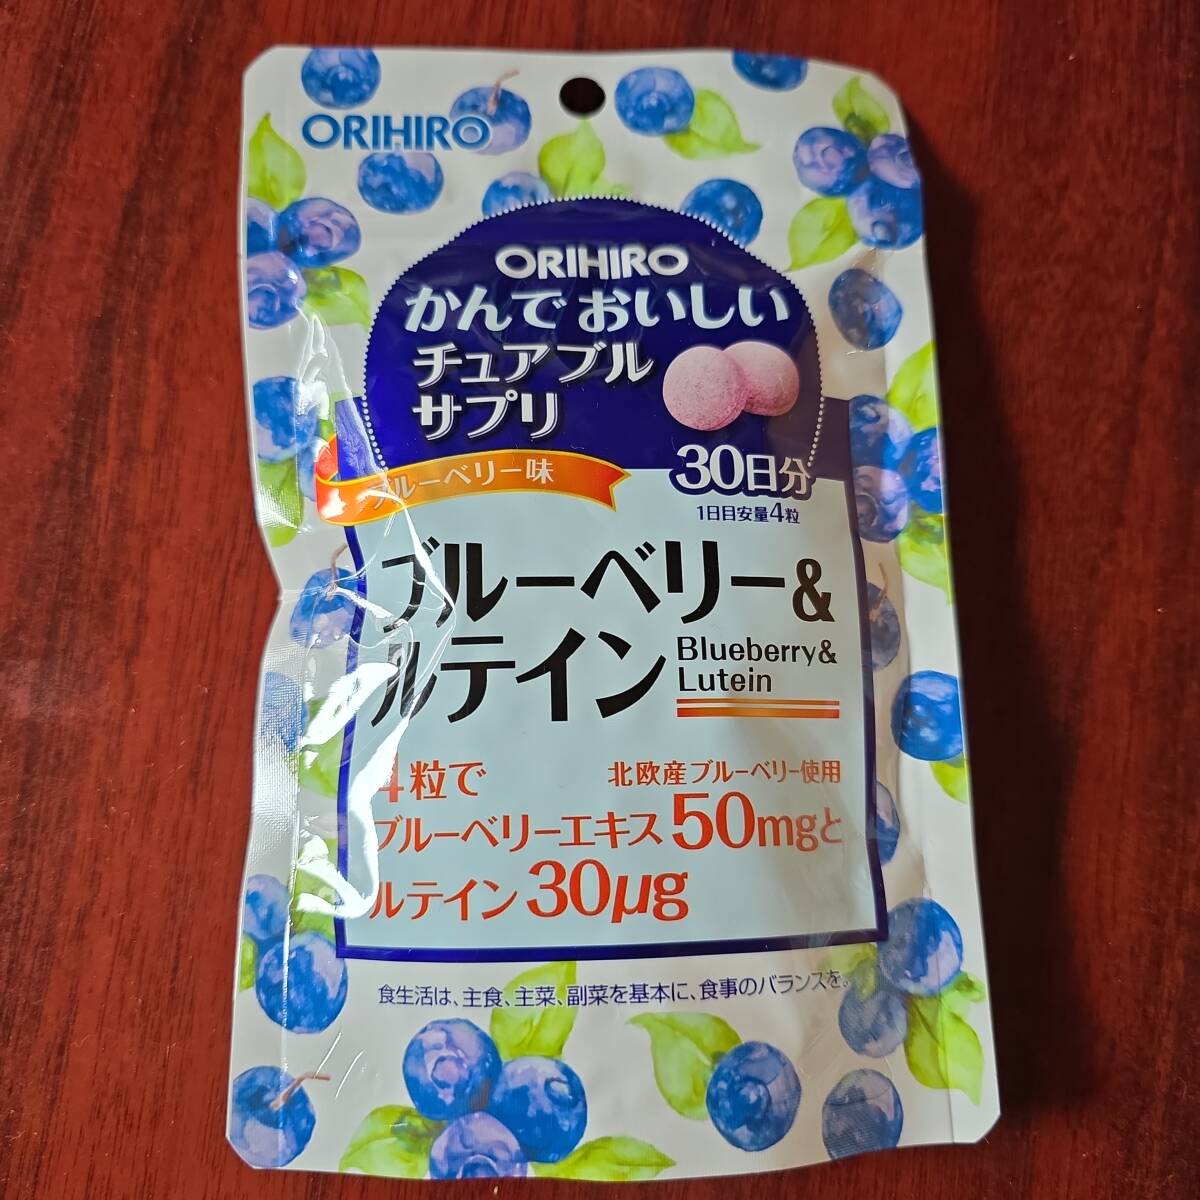 ORIHIRO
ORIHIRO
かんで おいしい
チュアブル
サプリ
ブルーベリー味
30日分
1日目安量4粒
ブルーベリー&
ルテイン
Blueberry&
Lutein
4粒で
北欧産ブルーベリー使用
ブルーベリーエキス50mgと
ルテイン30μg
食生活は、主食、主菜、副菜を基本に、食事のバランスを。